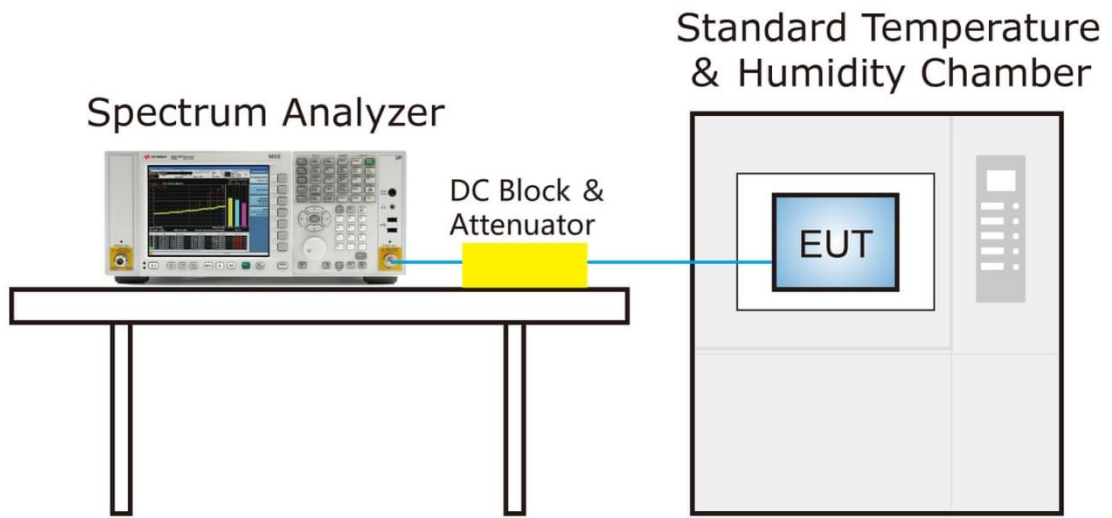 Standard Temperature
& Humidity Chamber
Spectrum Analyzer
DC Block &
Attenuator
EUT